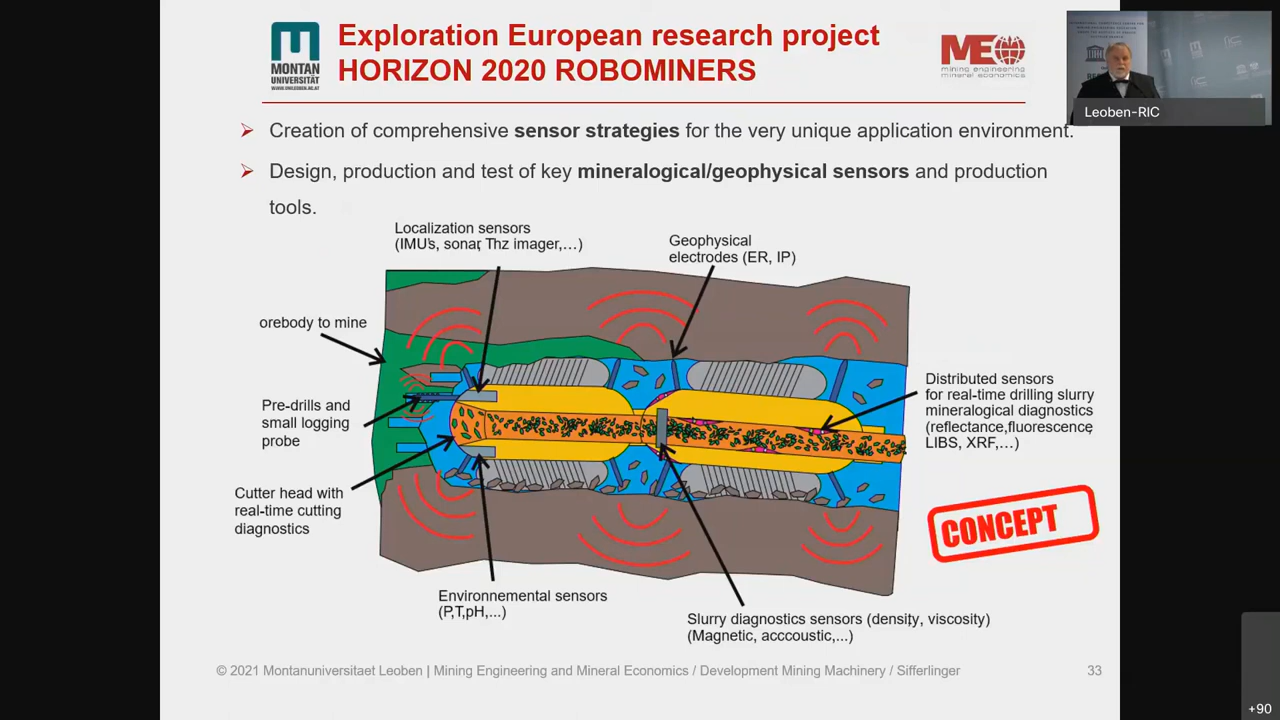 Exploration European research project
HORIZON 2020 ROBOMINERS
MONTAN
UNIVERSITÄT
WWW.UNILEOBEN.AC.AT
ME
mining engineering
mineral economics
Leoben-RIC
Creation of comprehensive sensor strategies for the very unique application environment.
Design, production and test of key mineralogical/geophysical sensors and production
tools.
Localization sensors
(IMU's, sonar, Thz imager,…)
Geophysical
electrodes (ER, IP)
orebody to mine
Pre-drills and
small logging
probe
Cutter head with
real-time cutting
diagnostics
Distributed sensors
for real-time drilling slurry
mineralogical diagnostics
(reflectance,fluorescence,
LIBS, XRF,…)
CONCEPT
Environnemental sensors
(P,T,pH,...)
Slurry diagnostics sensors (density, viscosity)
(Magnetic, acccoustic,...)
© 2021 Montanuniversitaet Leoben | Mining Engineering and Mineral Economics / Development Mining Machinery / Sifferlinger
33
+90